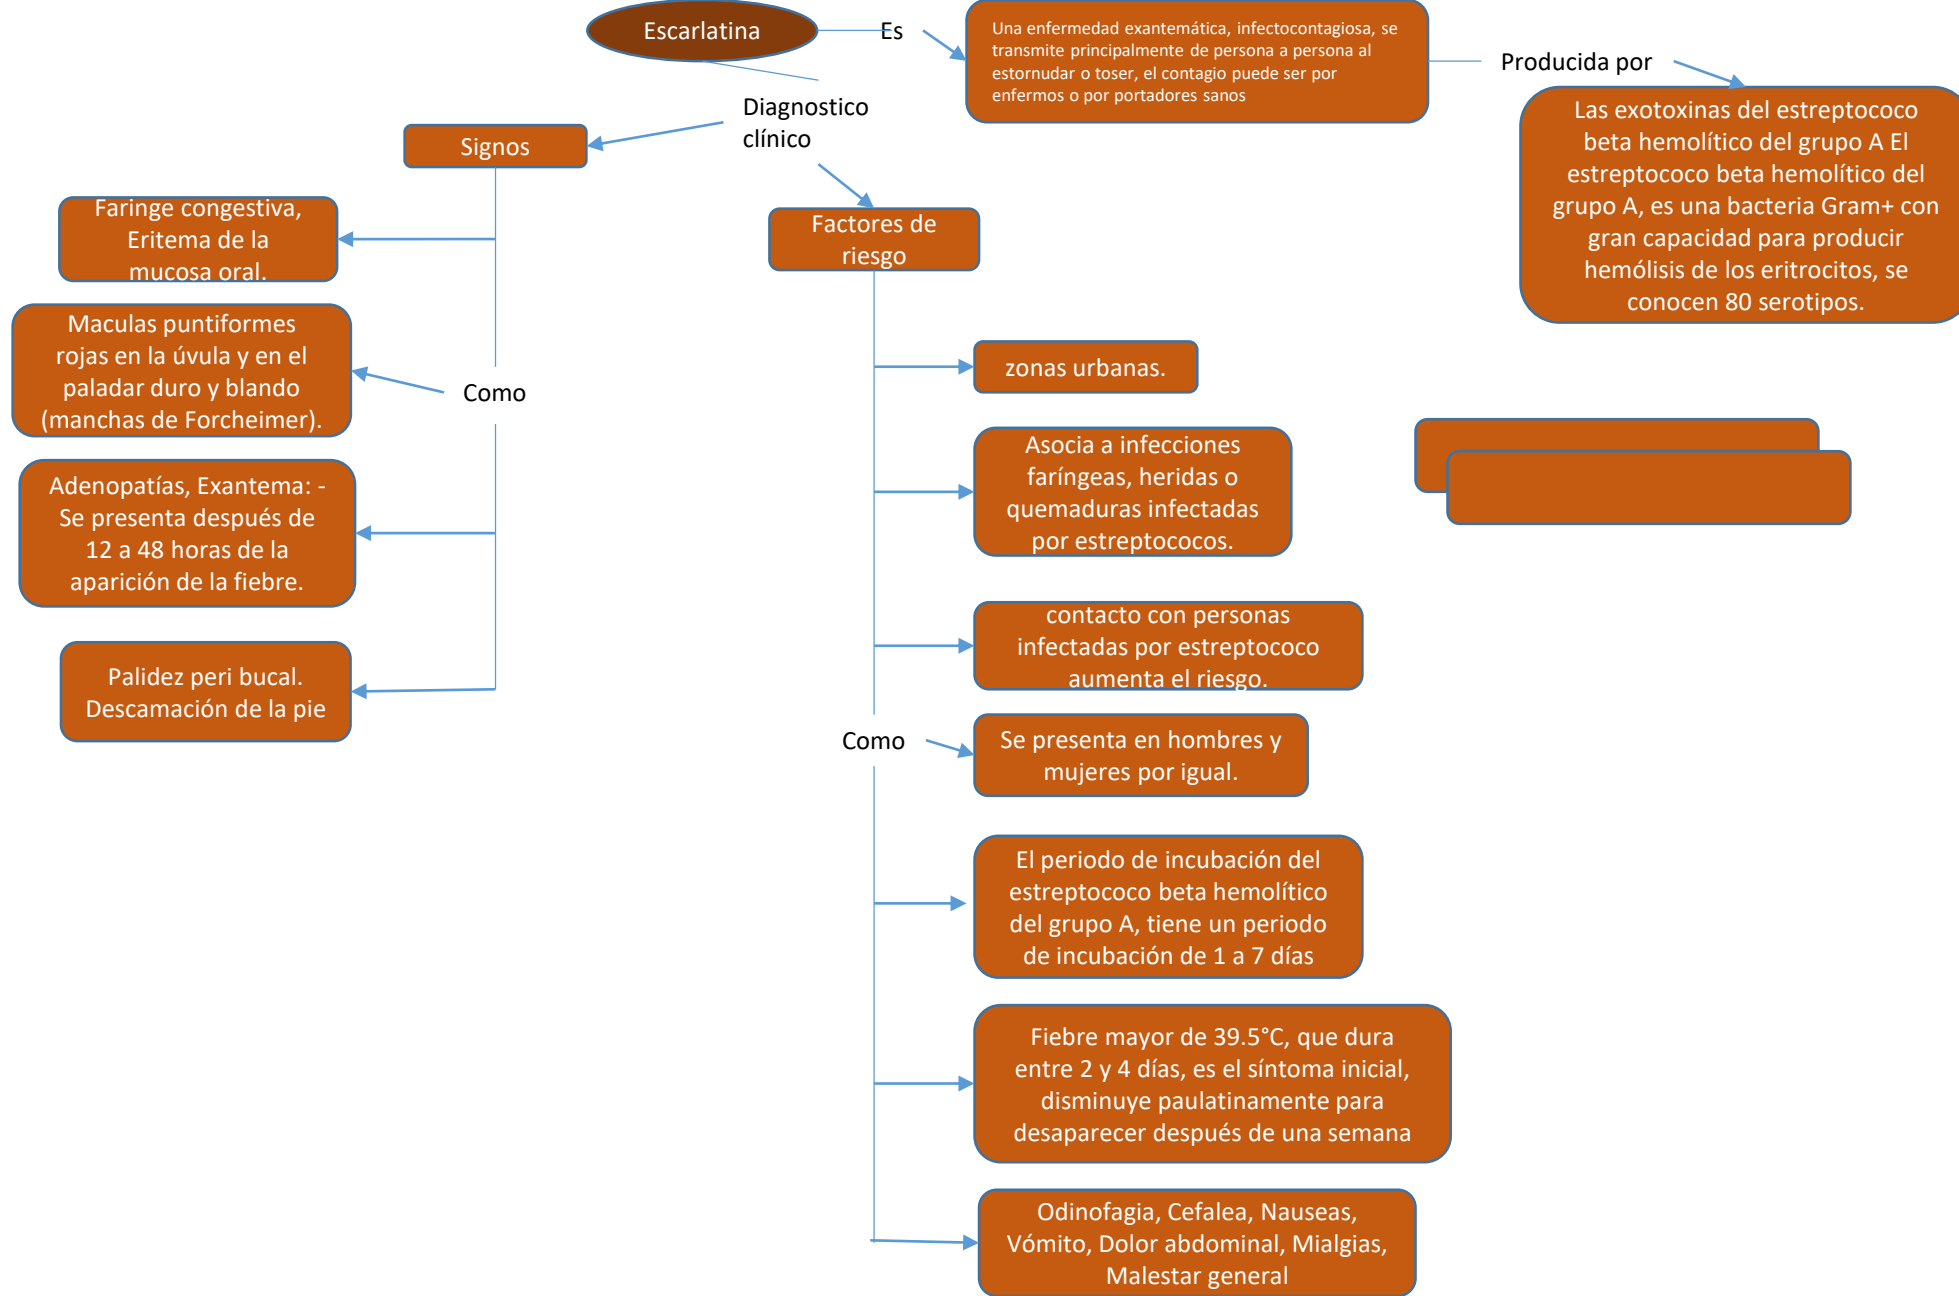 Escarlatina
Es
Una enfermedad exantemática, infectocontagiosa, se
transmite principalmente de persona a persona al
estornudar o toser, el contagio puede ser por
enfermos o por portadores sanos
Producida por
Las exotoxinas del estreptococo
beta hemolítico del grupo A El
estreptococo beta hemolítico del
grupo A, es una bacteria Gram+ con
gran capacidad para producir
hemólisis de los eritrocitos, se
conocen 80 serotipos.
Diagnostico
clínico
Signos
Faringe congestiva,
Eritema de la
mucosa oral.
Maculas puntiformes
rojas en la úvula y en el
paladar duro y blando
(manchas de Forcheimer).
Como
Adenopatías, Exantema: -
Se presenta después de
12 a 48 horas de la
aparición de la fiebre.
Palidez peri bucal.
Descamación de la pie
Factores de
riesgo
zonas urbanas.
Asocia a infecciones
faríngeas, heridas o
quemaduras infectadas
por estreptococos.
contacto con personas
infectadas por estreptococo
aumenta el riesgo.
Como
Se presenta en hombres y
mujeres por igual.
El periodo de incubación del
estreptococo beta hemolítico
del grupo A, tiene un periodo
de incubación de 1 a 7 días
Fiebre mayor de 39.5°C, que dura
entre 2 y 4 días, es el síntoma inicial,
disminuye paulatinamente para
desaparecer después de una semana
Odinofagia, Cefalea, Nauseas,
Vómito, Dolor abdominal, Mialgias,
Malestar general